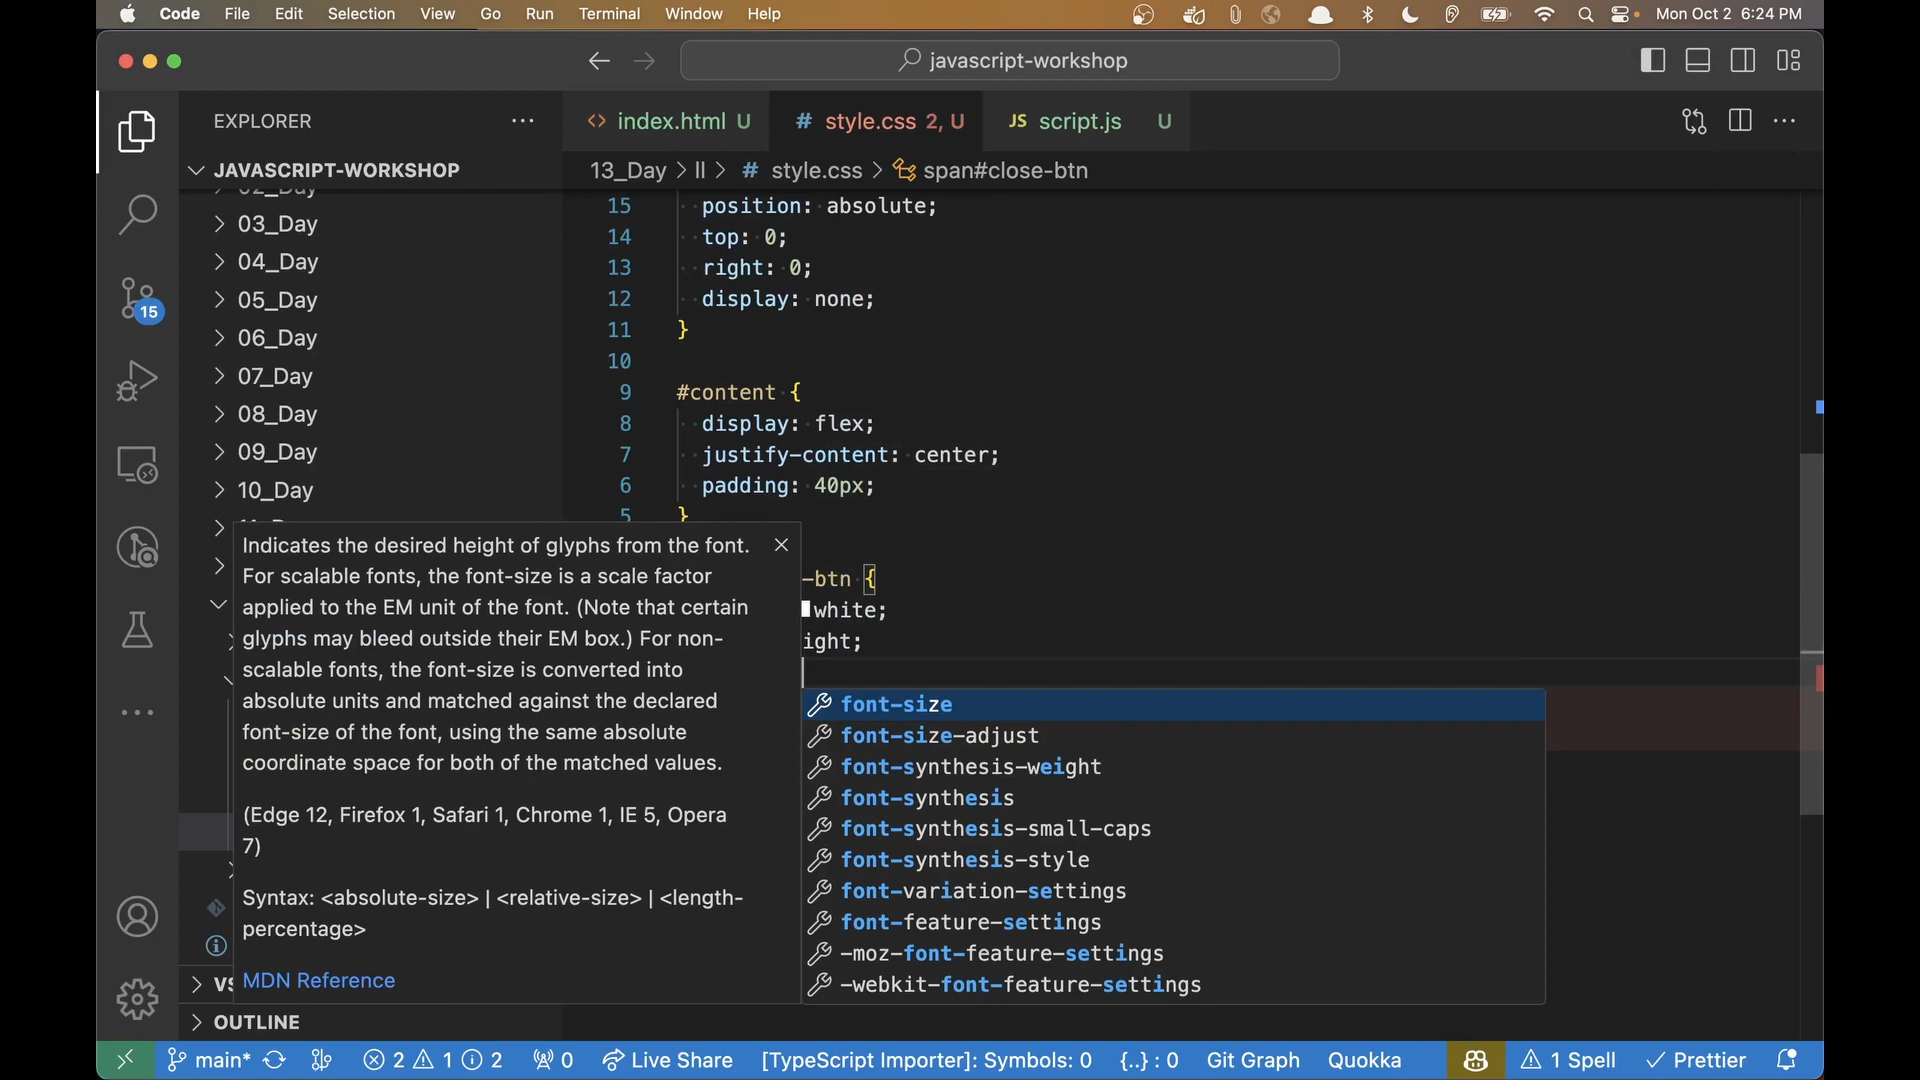 Code File Edit Selection View Go Run Terminal Window Help Mon Oct 2 6:24 PM
javascript-workshop
EXPLORER
index.html U
style.css 2, U
JS script.js U
JAVASCRIPT-WORKSHOP
13_Day > ll > # style.css > span#close-btn
02_Day
03_Day
04_Day
05_Day
06_Day
07_Day
08_Day
09_Day
10_Day
15
15 position: absolute;
14 top: 0;
13 right: 0;
12 display: none;
11 }
10
9 #content {
8 display: flex;
7 justify-content: center;
6 padding: 40px;
5 }
-btn {
white;
ight;
Indicates the desired height of glyphs from the font.
For scalable fonts, the font-size is a scale factor
applied to the EM unit of the font. (Note that certain
glyphs may bleed outside their EM box.) For non-
scalable fonts, the font-size is converted into
absolute units and matched against the declared
font-size of the font, using the same absolute
coordinate space for both of the matched values.
(Edge 12, Firefox 1, Safari 1, Chrome 1, IE 5, Opera
7)
Syntax: <absolute-size> | <relative-size> | <length-
percentage>
MDN Reference
font-size
font-size-adjust
font-synthesis-weight
font-synthesis
font-synthesis-small-caps
font-synthesis-style
font-variation-settings
font-feature-settings
-moz-font-feature-settings
-webkit-font-feature-settings
VS
OUTLINE
main* 2 1 2 0 Live Share [TypeScript Importer]: Symbols: 0 {..} : 0 Git Graph Quokka 1 Spell Prettier